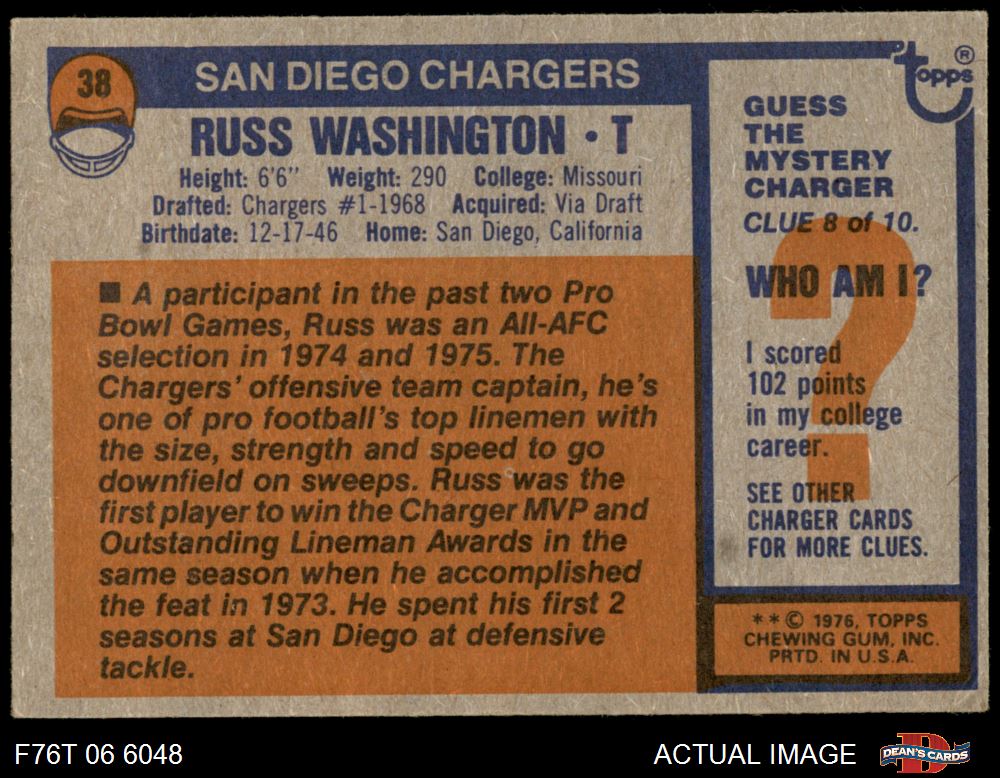 38
SAN DIEGO CHARGERS
RUSS WASHINGTON • T
Height: 6'6" Weight: 290 College: Missouri
Drafted: Chargers #1-1968 Acquired: Via Draft
Birthdate: 12-17-46 Home: San Diego, California
■ A participant in the past two Pro
Bowl Games, Russ was an All-AFC
selection in 1974 and 1975. The
Chargers' offensive team captain, he's
one of pro football's top linemen with
the size, strength and speed to go
downfield on sweeps. Russ was the
first player to win the Charger MVP and
Outstanding Lineman Awards in the
same season when he accomplished
the feat in 1973. He spent his first 2
seasons at San Diego at defensive
tackle.
topps ®
GUESS
THE
MYSTERY
CHARGER
CLUE 8 of 10.
WHO AM I?
?
I scored
102 points
in my college
career.
SEE OTHER
CHARGER CARDS
FOR MORE CLUES.
* * © 1976, TOPPS
CHEWING GUM, INC.
PRTD. IN U.S.A.
F76T 06 6048
ACTUAL IMAGE
D
DEAN'S CARDS